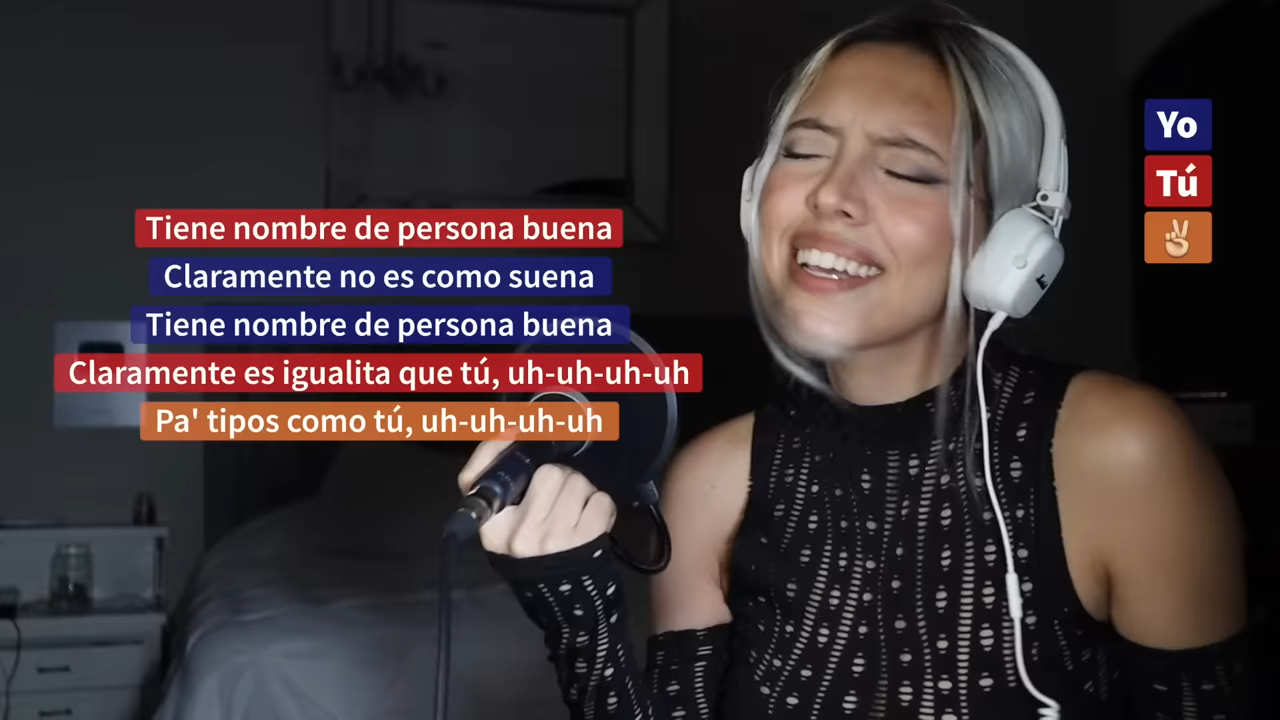 Tiene nombre de persona buena
Claramente no es como suena
Tiene nombre de persona buena
Claramente es igualita que tú, uh-uh-uh-uh
Pa' tipos como tú, uh-uh-uh-uh
Yo
Tú
✌